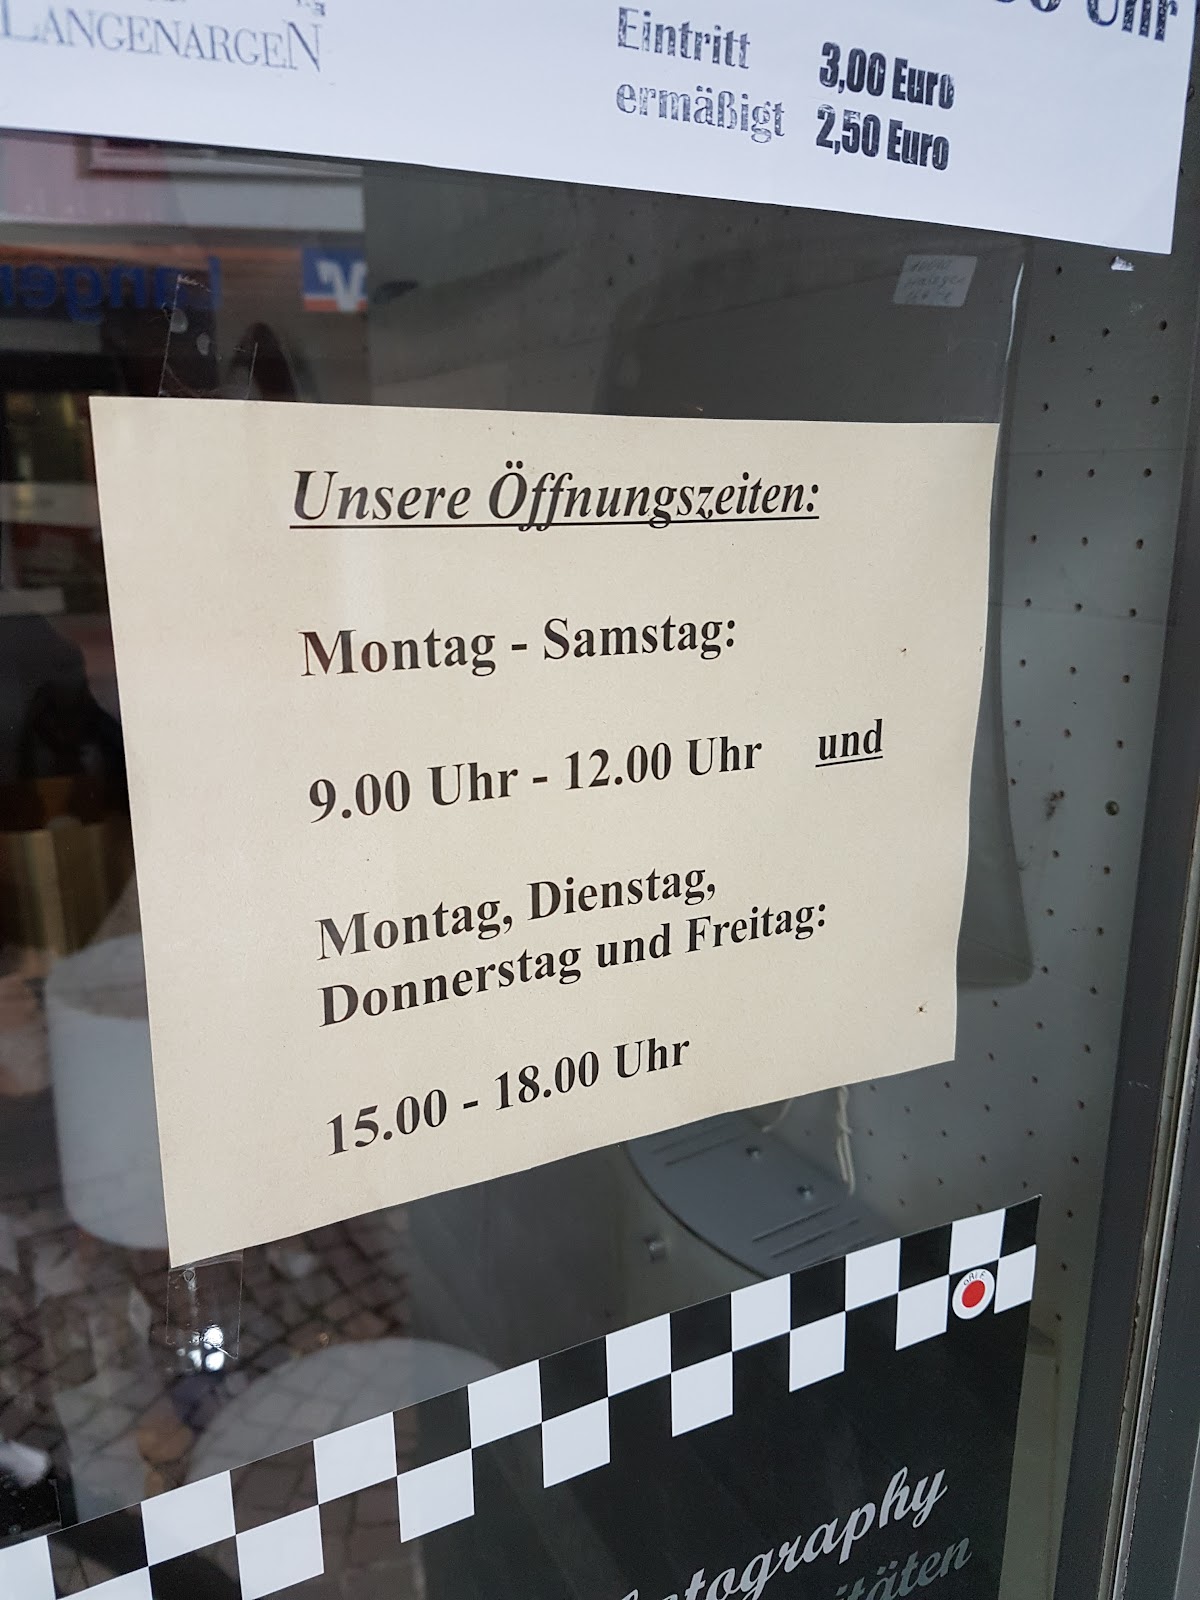 LANGENARGEN
Uhr
Eintritt 3,00 Euro
ermäßigt 2,50 Euro
Unsere Öffnungszeiten:
Montag - Samstag:
9.00 Uhr - 12.00 Uhr und
Montag, Dienstag,
Donnerstag und Freitag:
15.00 - 18.00 Uhr